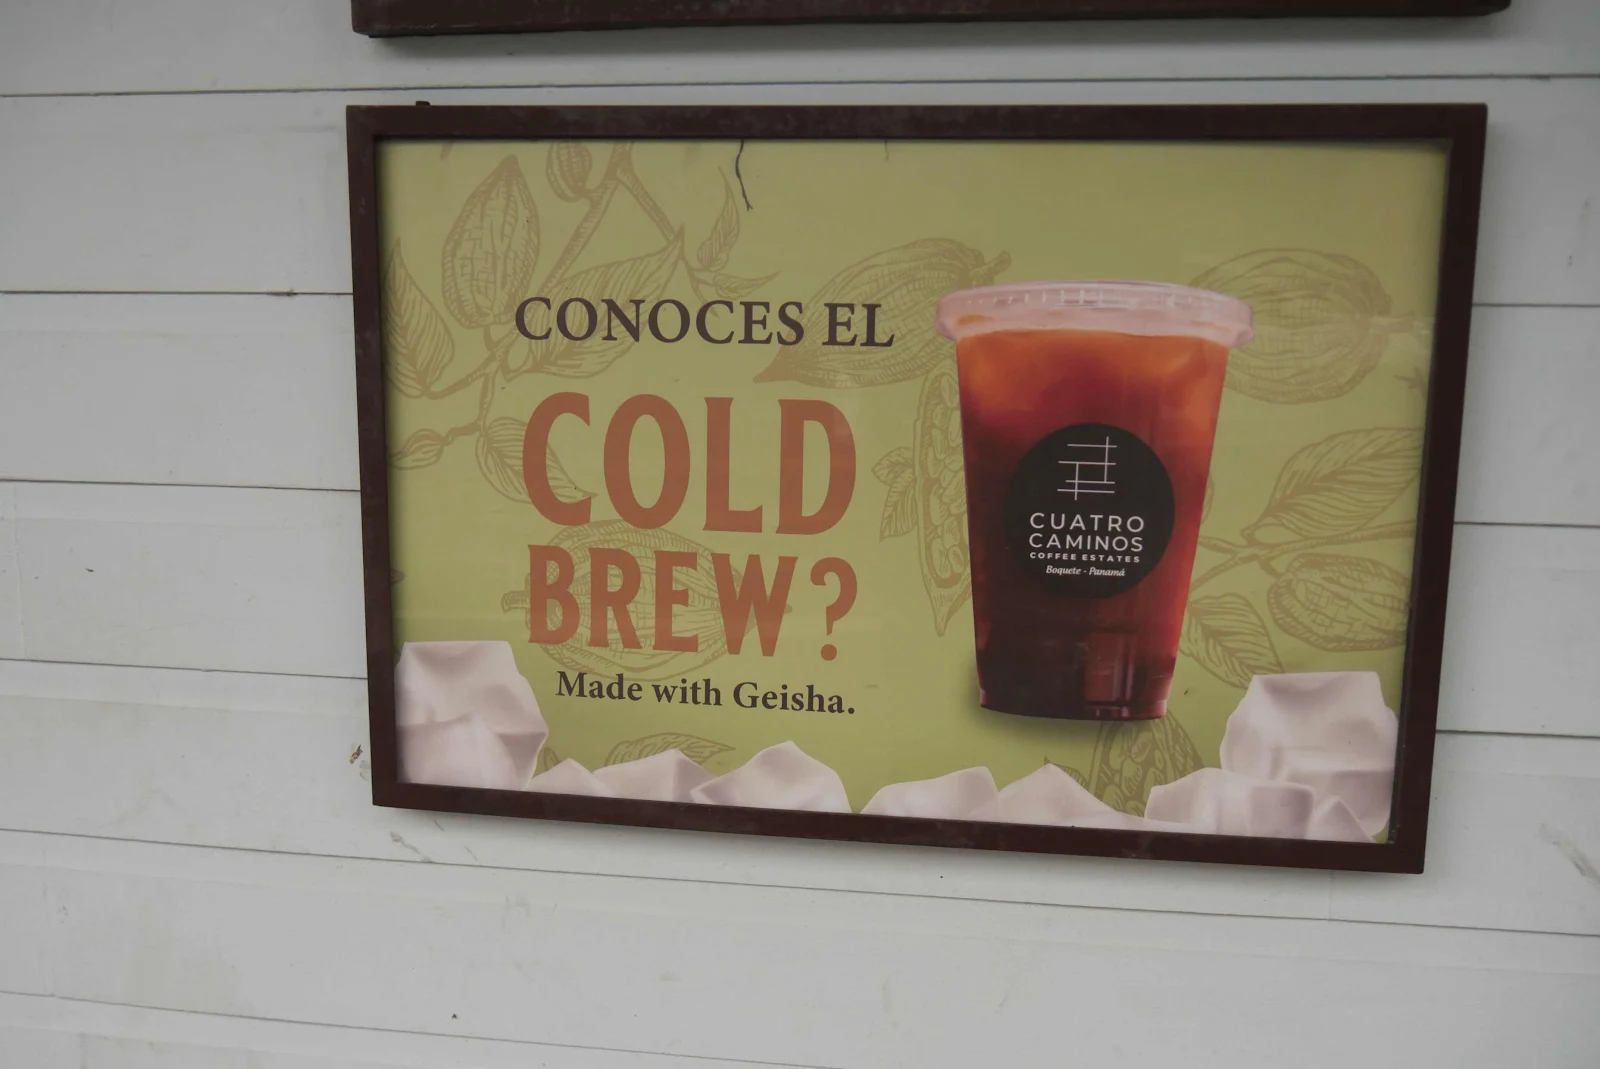 CONOCES EL
COLD
BREW?
Made with Geisha.
CUATRO
CAMINOS
COFFEE ESTATES
Boquete - Panamá